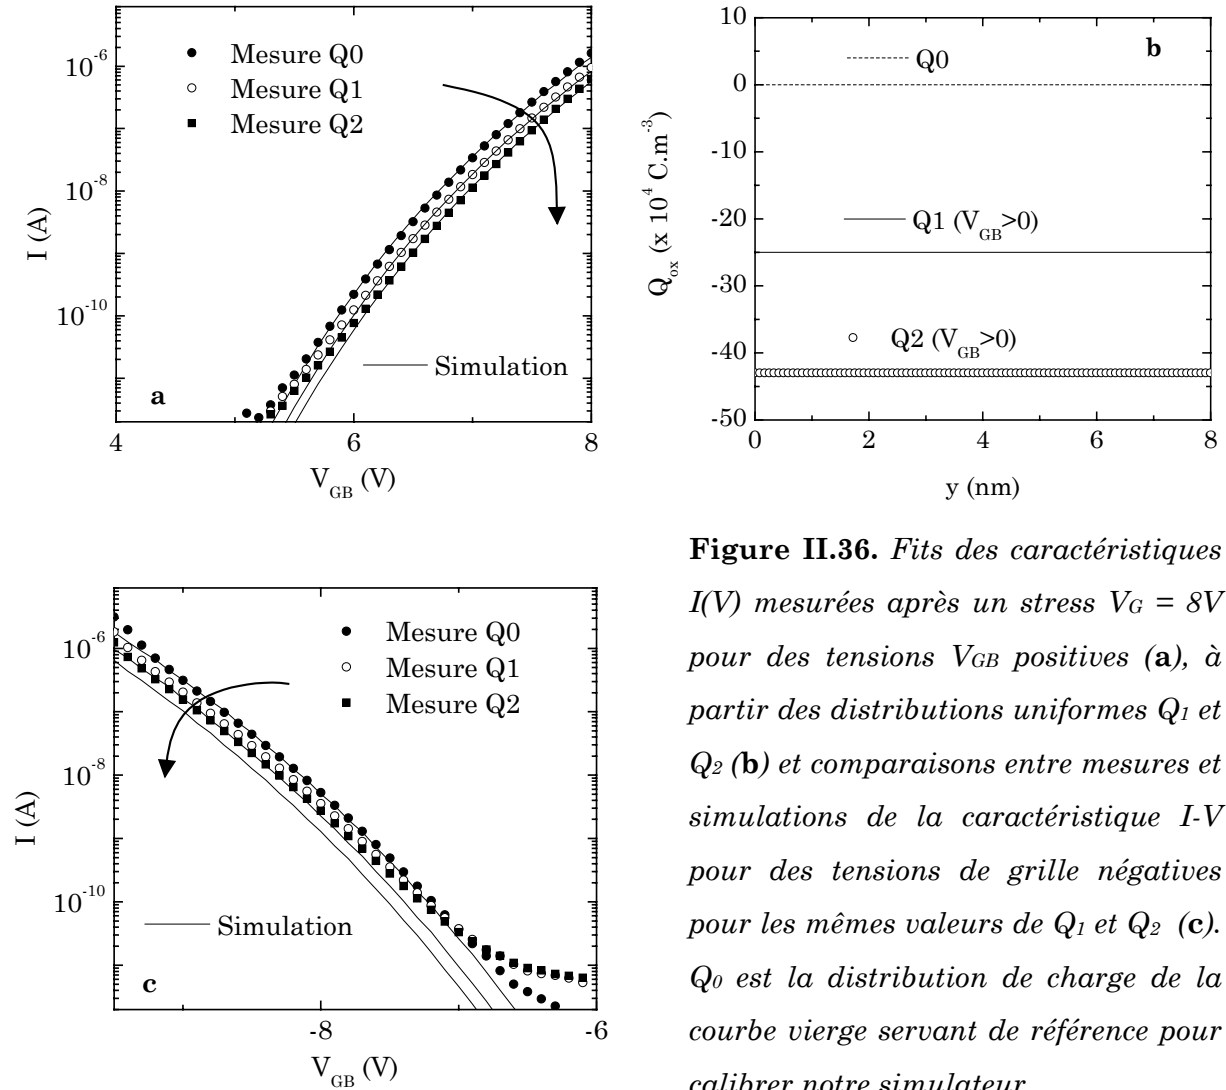 Mesure Q0
Mesure Q1
Mesure Q2
Simulation
a
I (A)
10^-6
10^-8
10^-10
4
6
8
V_GB (V)
b
Q0
Q1 (V_GB>0)
Q2 (V_GB>0)
Q_ox (x 10^4 C.m^-3)
10
0
-10
-20
-30
-40
-50
0
2
4
6
8
y (nm)
Mesure Q0
Mesure Q1
Mesure Q2
Simulation
c
I (A)
10^-6
10^-8
10^-10
-8
-6
V_GB (V)
Figure II.36. Fits des caractéristiques
I(V) mesurées après un stress VG = 8V
pour des tensions VGB positives (a), à
partir des distributions uniformes Q1 et
Q2 (b) et comparaisons entre mesures et
simulations de la caractéristique I-V
pour des tensions de grille négatives
pour les mêmes valeurs de Q1 et Q2 (c).
Q0 est la distribution de charge de la
courbe vierge servant de référence pour
calibrer notre simulateur